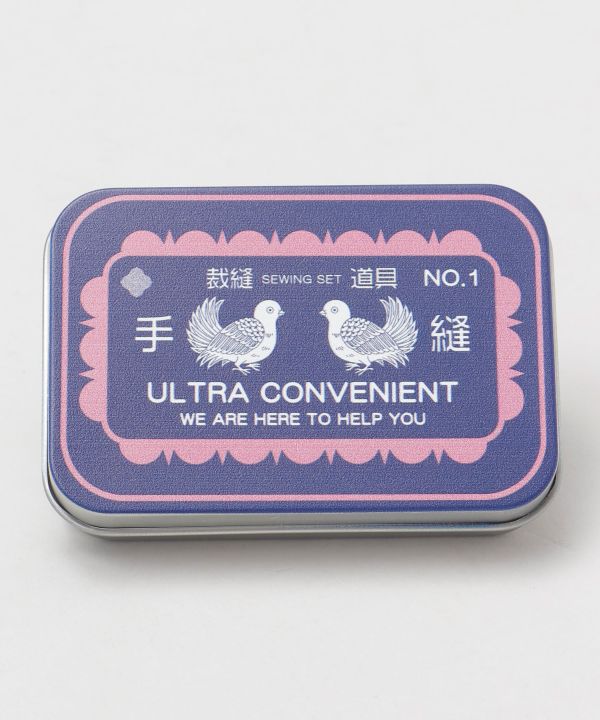 裁縫 SEWING SET 道具 NO.1
手 縫
ULTRA CONVENIENT
WE ARE HERE TO HELP YOU